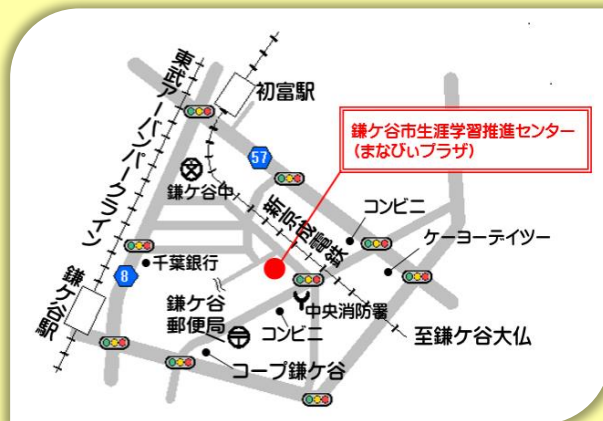 東武アーバンパークライン
初富駅
鎌ケ谷市生涯学習推進センター
(まなびぃプラザ)
57
鎌ケ谷中
新京成電鉄
コンビニ
ケーヨーデイツー
千葉銀行
8
鎌ケ谷駅
鎌ケ谷
郵便局
中央消防署
コンビニ
至鎌ケ谷大仏
コープ鎌ケ谷